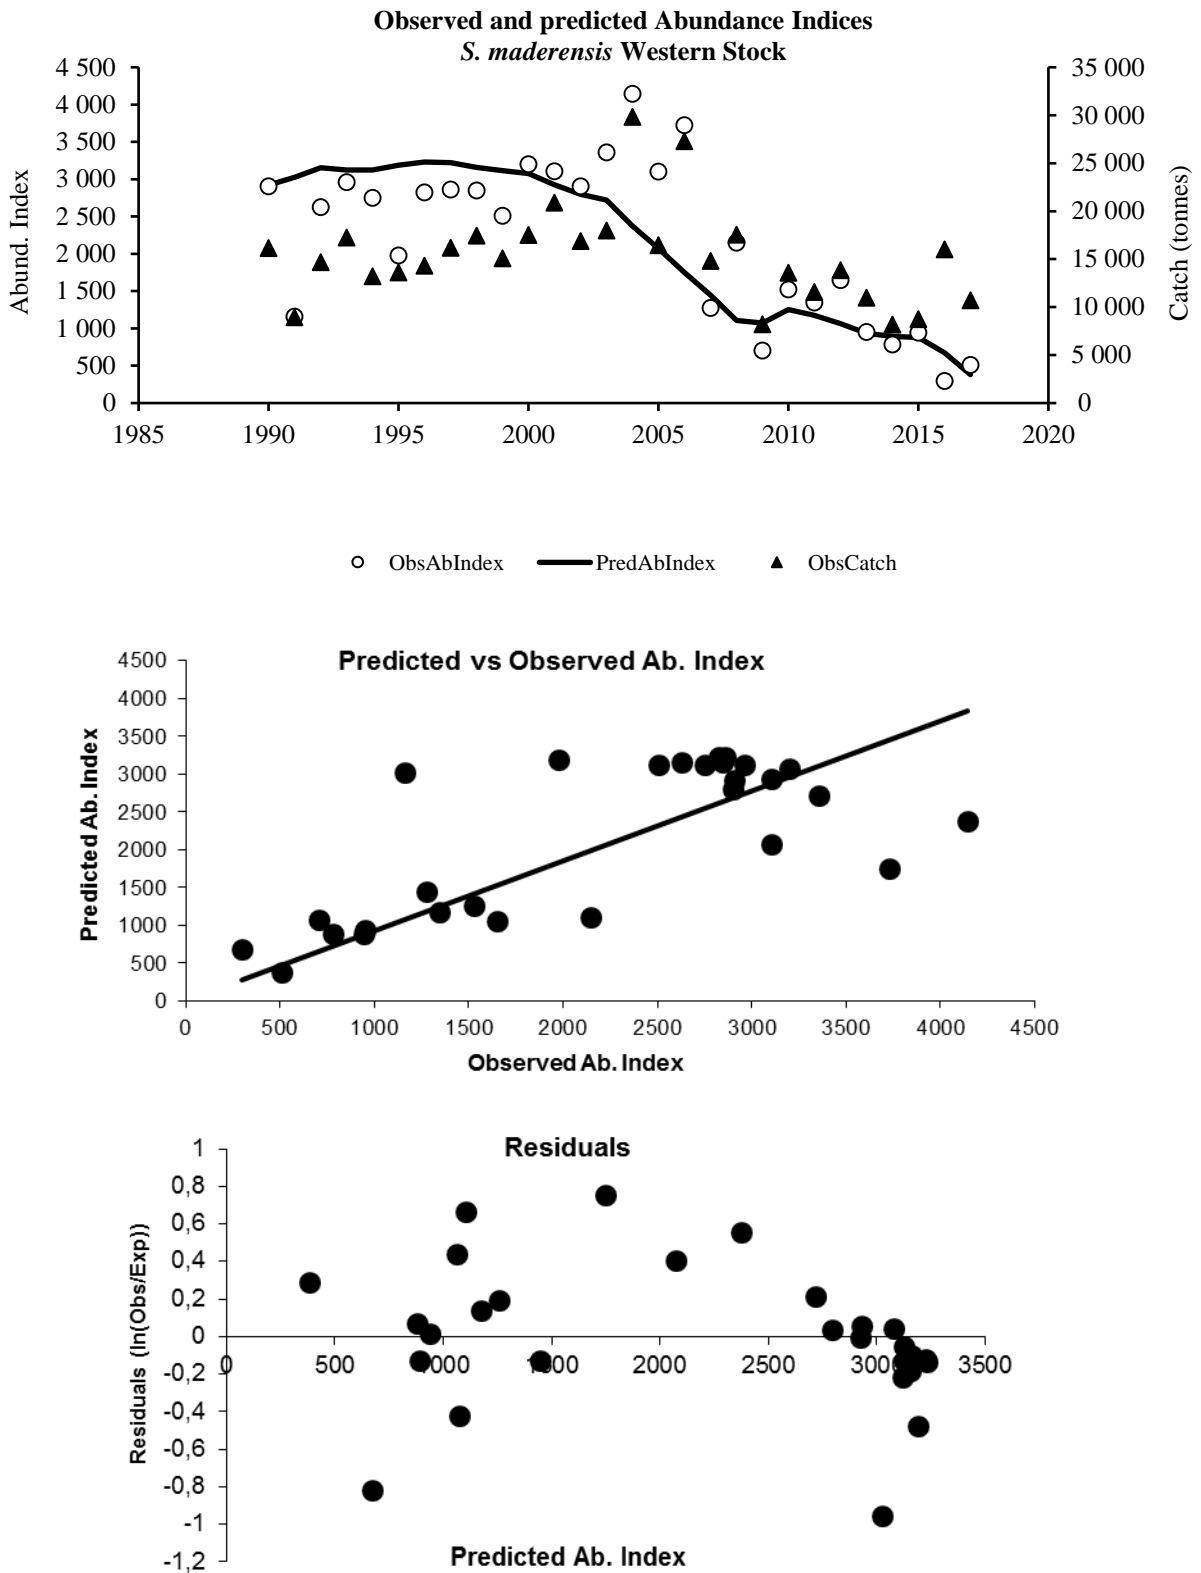 Observed and predicted Abundance Indices
S. maderensis Western Stock
4 500
4 000
3 500
3 000
2 500
2 000
1 500
1 000
500
0
Abund. Index
35 000
30 000
25 000
20 000
15 000
10 000
5 000
0
Catch (tonnes)
1985 1990 1995 2000 2005 2010 2015 2020
ObsAbIndex PredAbIndex ObsCatch
Predicted vs Observed Ab. Index
4500
4000
3500
3000
2500
2000
1500
1000
500
0
Predicted Ab. Index
0 500 1000 1500 2000 2500 3000 3500 4000 4500
Observed Ab. Index
Residuals
1
0,8
0,6
0,4
0,2
0
-0,2
-0,4
-0,6
-0,8
-1
-1,2
Residuals (ln(Obs/Exp))
0 500 1000 1500 2000 2500 3000 3500
Predicted Ab. Index